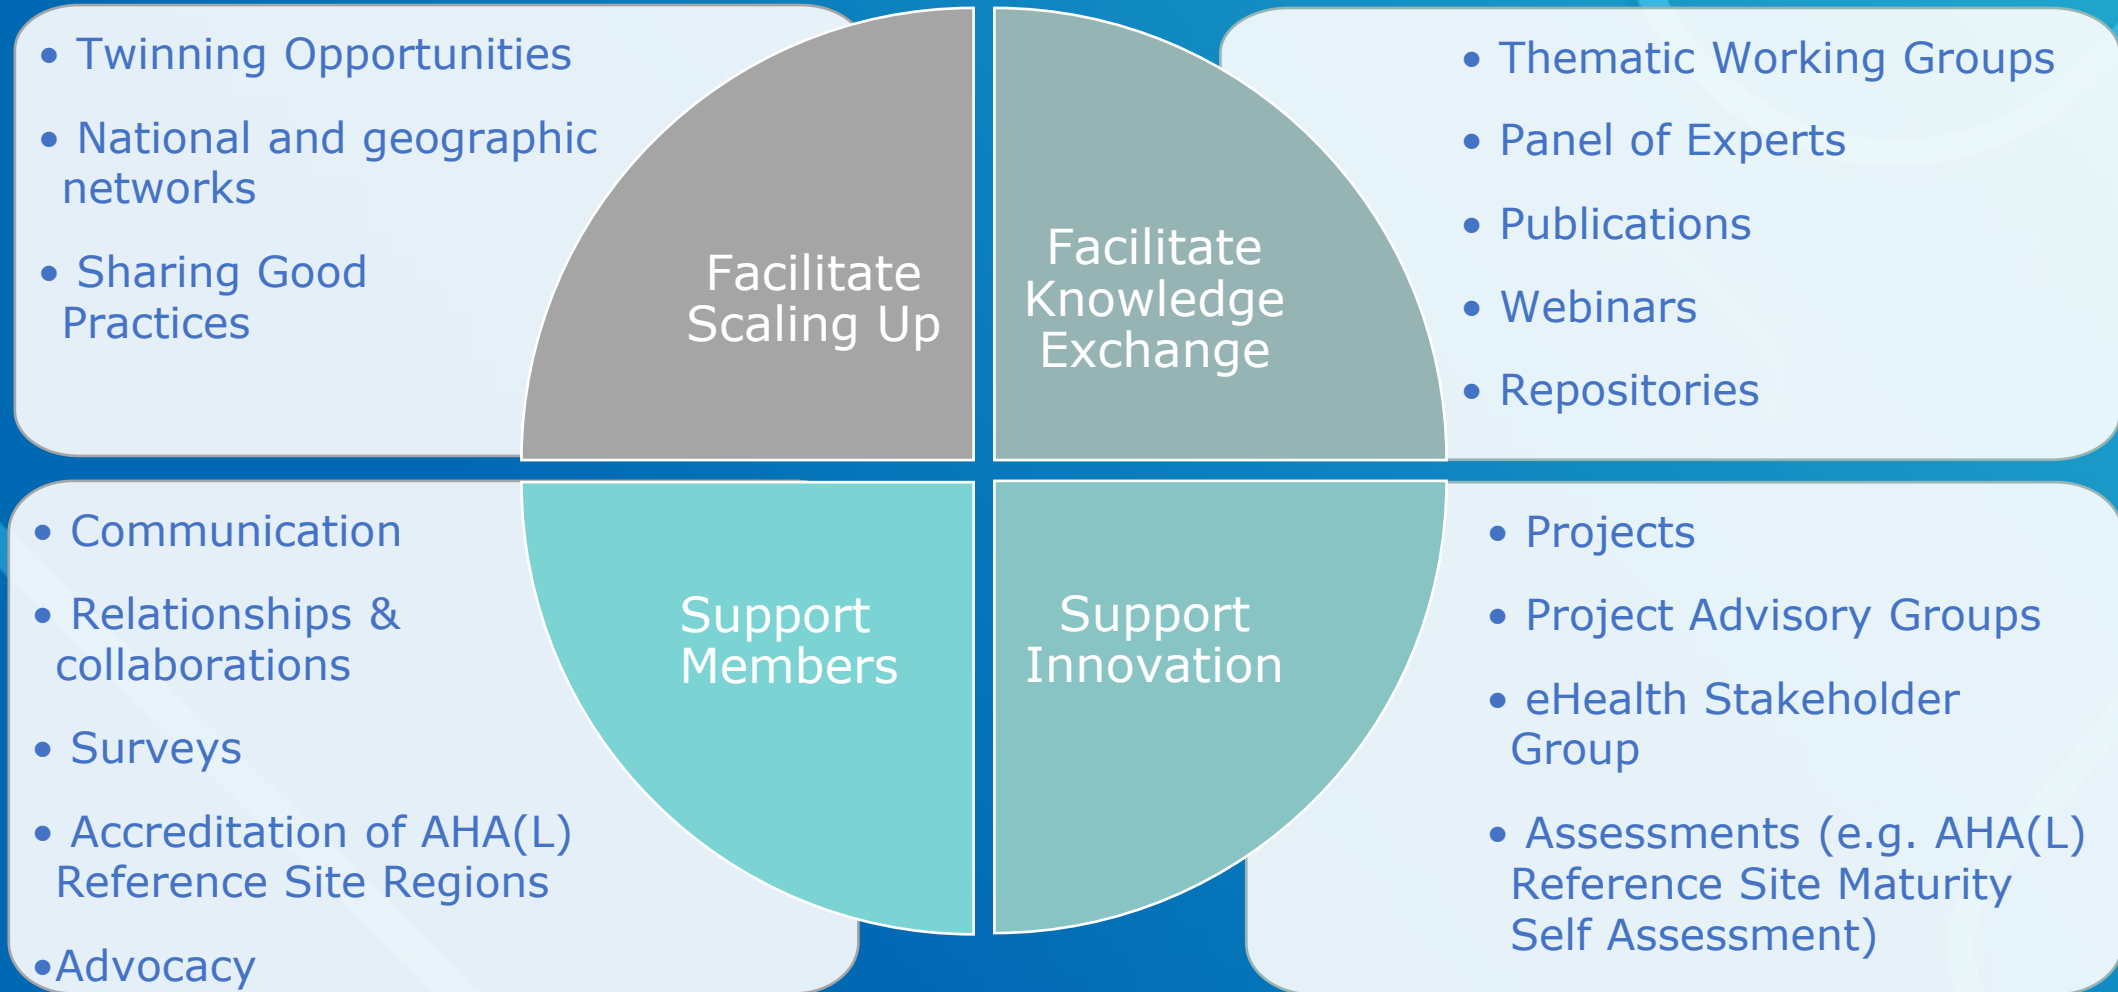 • Twinning Opportunities
• National and geographic
networks
• Sharing Good
Practices
Facilitate
Scaling Up
Facilitate
Knowledge
Exchange
• Thematic Working Groups
• Panel of Experts
• Publications
• Webinars
• Repositories
• Communication
• Relationships &
collaborations
• Surveys
• Accreditation of AHA(L)
Reference Site Regions
•Advocacy
Support
Members
Support
Innovation
• Projects
• Project Advisory Groups
• eHealth Stakeholder
Group
• Assessments (e.g. AHA(L)
Reference Site Maturity
Self Assessment)